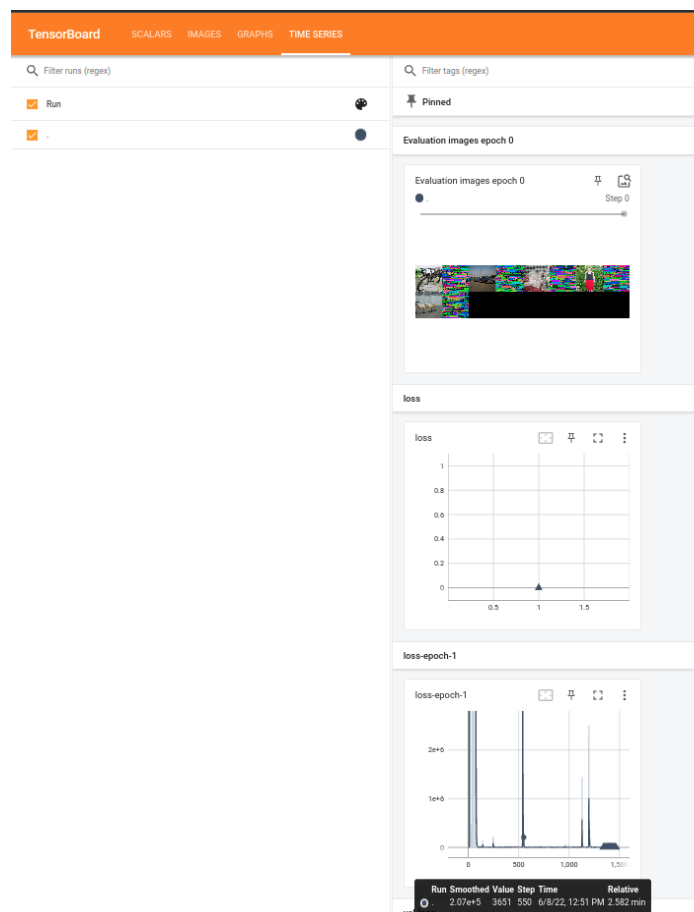 TensorBoard SCALARS IMAGES GRAPHS TIME SERIES
Filter runs (regex)
Filter tags (regex)
Run
Pinned
.
Evaluation images epoch 0
Evaluation images epoch 0
. Step 0
loss
loss
1
0.8
0.6
0.4
0.2
0
0.5 1 1.5
loss-epoch-1
loss-epoch-1
2e+6
1e+6
0
0 500 1,000 1,500
Run Smoothed Value Step Time Relative
. 2.07e+5 3651 550 6/8/22, 12:51 PM 2.582 min